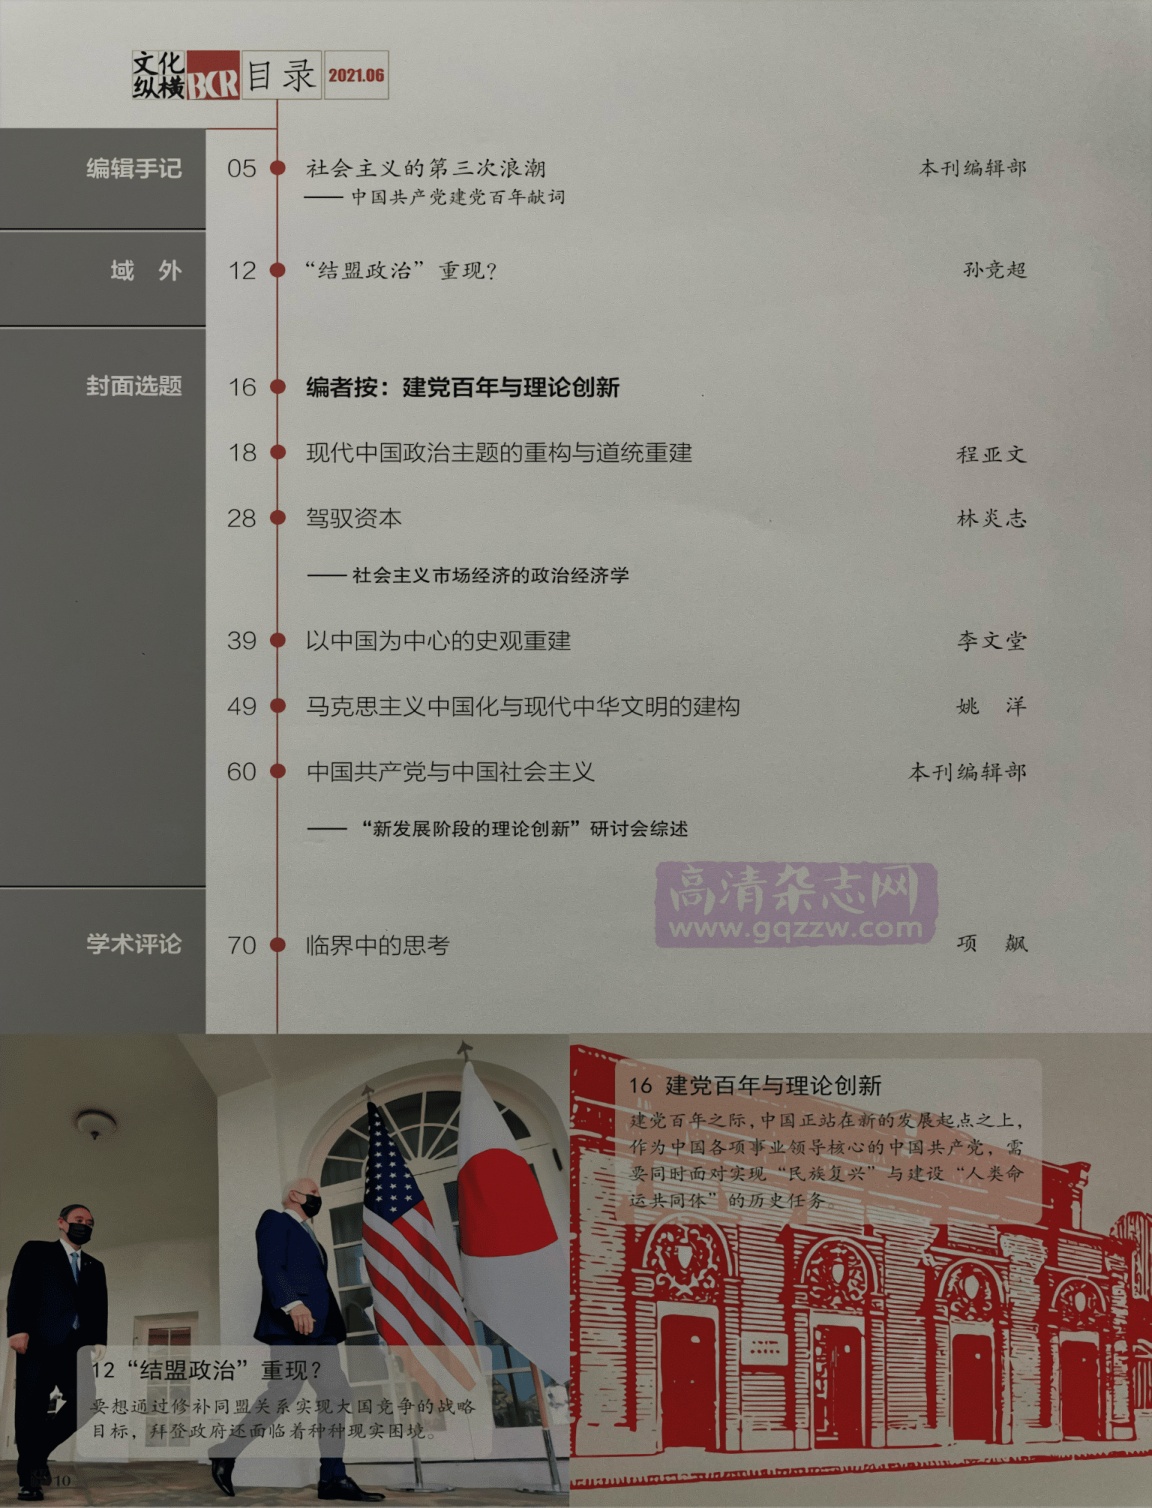 文化纵横 BCR 目录 2021.06
编辑手记 05 社会主义的第三次浪潮 本刊编辑部
—— 中国共产党建党百年献词
域 外 12 “结盟政治”重现? 孙竞超
封面选题 16 编者按：建党百年与理论创新
18 现代中国政治主题的重构与道统重建 程亚文
28 驾驭资本 林炎志
—— 社会主义市场经济的政治经济学
39 以中国为中心的史观重建 李文堂
49 马克思主义中国化与现代中华文明的建构 姚 洋
60 中国共产党与中国社会主义 本刊编辑部
—— “新发展阶段的理论创新”研讨会综述
高清杂志网
www.gqzzw.com
学术评论 70 临界中的思考 项 飙
16 建党百年与理论创新
建党百年之际,中国正站在新的发展起点之上,
作为中国各项事业领导核心的中国共产党，需
要同时面对实现“民族复兴”与建设“人类命
运共同体”的历史任务。
12 “结盟政治”重现?
要想通过修补同盟关系实现大国竞争的战略
目标，拜登政府还面临着种种现实困境。
10